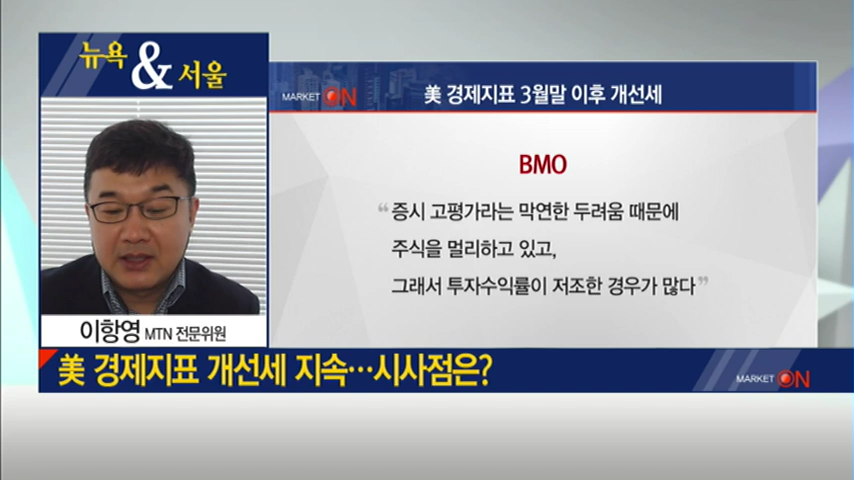 뉴욕 & 서울
MARKET ON
美 경제지표 3월말 이후 개선세
BMO
“ 증시 고평가라는 막연한 두려움 때문에
주식을 멀리하고 있고,
그래서 투자수익률이 저조한 경우가 많다 ”
이항영 MTN 전문위원
美 경제지표 개선세 지속…시사점은?
MARKET ON